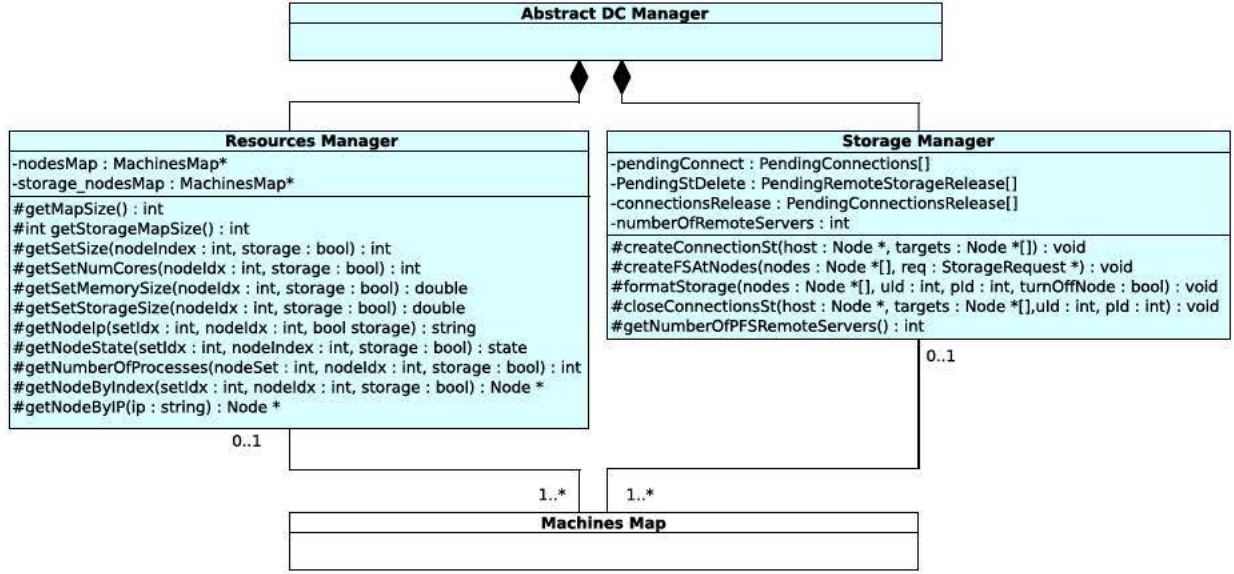 Abstract DC Manager
Resources Manager
-nodesMap : MachinesMap*
-storage_nodesMap : MachinesMap*
#getMapSize() : int
#int getStorageMapSize() : int
#getSetSize(nodeIndex : int, storage : bool) : int
#getSetNumCores(nodeIdx : int, storage : bool) : int
#getSetMemorySize(nodeIdx : int, storage : bool) : double
#getSetStorageSize(nodeIdx : int, storage : bool) : double
#getNodeIp(setIdx : int, nodeIdx : int, bool storage) : string
#getNodeState(setIdx : int, nodeIndex : int, storage : bool) : state
#getNumberOfProcesses(nodeSet : int, nodeIdx : int, storage : bool) : int
#getNodeByIndex(setIdx : int, nodeIdx : int, storage : bool) : Node *
#getNodeByIP(ip : string) : Node *
Storage Manager
-pendingConnect : PendingConnections[]
-PendingStDelete : PendingRemoteStorageRelease[]
-connectionsRelease : PendingConnectionsRelease[]
-numberOfRemoteServers : int
#createConnectionSt(host : Node *, targets : Node *[]) : void
#createFSAtNodes(nodes : Node *[], req : StorageRequest *) : void
#formatStorage(nodes : Node *[], uId : int, pId : int, turnOffNode : bool) : void
#closeConnectionsSt(host : Node *, targets : Node *[],uId : int, pId : int) : void
#getNumberOfPFSRemoteServers() : int
0..1
0..1
1..*
1..*
Machines Map